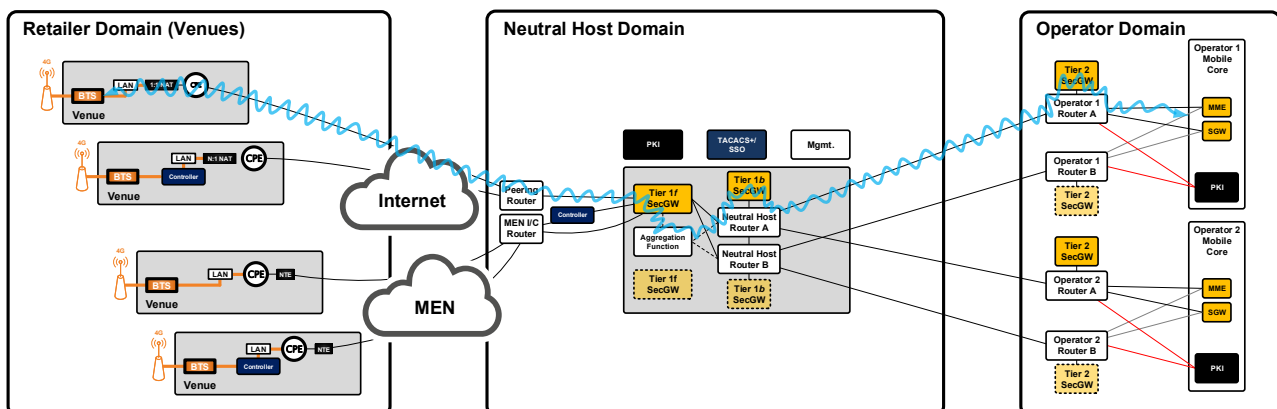 Retailer Domain (Venues)
Neutral Host Domain
Operator Domain
4G
BTS
LAN
1:1 NAT
CPE
Venue
4G
BTS
LAN
N:1 NAT
CPE
Controller
Venue
4G
BTS
LAN
CPE
NTE
Venue
4G
BTS
LAN
CPE
NTE
Controller
Venue
Internet
MEN
Peering
Router
MEN I/C
Router
Controller
PKI
TACACS+/
SSO
Mgmt.
Tier 1f
SecGW
Tier 1b
SecGW
Aggregation
Function
Neutral Host
Router A
Neutral Host
Router B
Tier 1f
SecGW
Tier 1b
SecGW
Tier 2
SecGW
Operator 1
Router A
Operator 1
Router B
Tier 2
SecGW
Operator 1
Mobile
Core
MME
SGW
PKI
Tier 2
SecGW
Operator 2
Router A
Operator 2
Router B
Tier 2
SecGW
Operator 2
Mobile
Core
MME
SGW
PKI